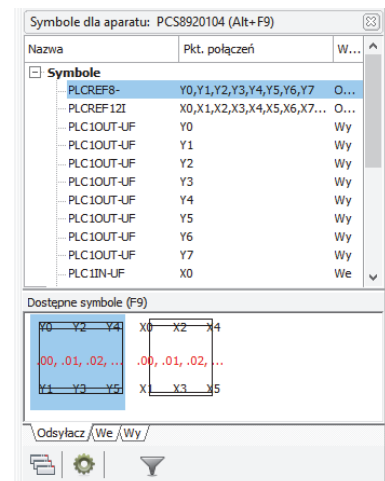 Symbole dla aparatu: PCS8920104 (Alt+F9)
Nazwa Pkt. połączeń W...
Symbole
PLCREF8- Y0,Y1,Y2,Y3,Y4,Y5,Y6,Y7 O...
PLCREF12I X0,X1,X2,X3,X4,X5,X6,X7... O...
PLC1OUT-UF Y0 Wy
PLC1OUT-UF Y1 Wy
PLC1OUT-UF Y2 Wy
PLC1OUT-UF Y3 Wy
PLC1OUT-UF Y4 Wy
PLC1OUT-UF Y5 Wy
PLC1OUT-UF Y6 Wy
PLC1OUT-UF Y7 Wy
PLC1IN-UF X0 We
Dostępne symbole (F9)
Y0 Y2 Y4 X0 X2 X4
.00, .01, .02, ... .00, .01, .02, ...
Y1 Y3 Y5 X1 X3 X5
Odsyłacz We Wy